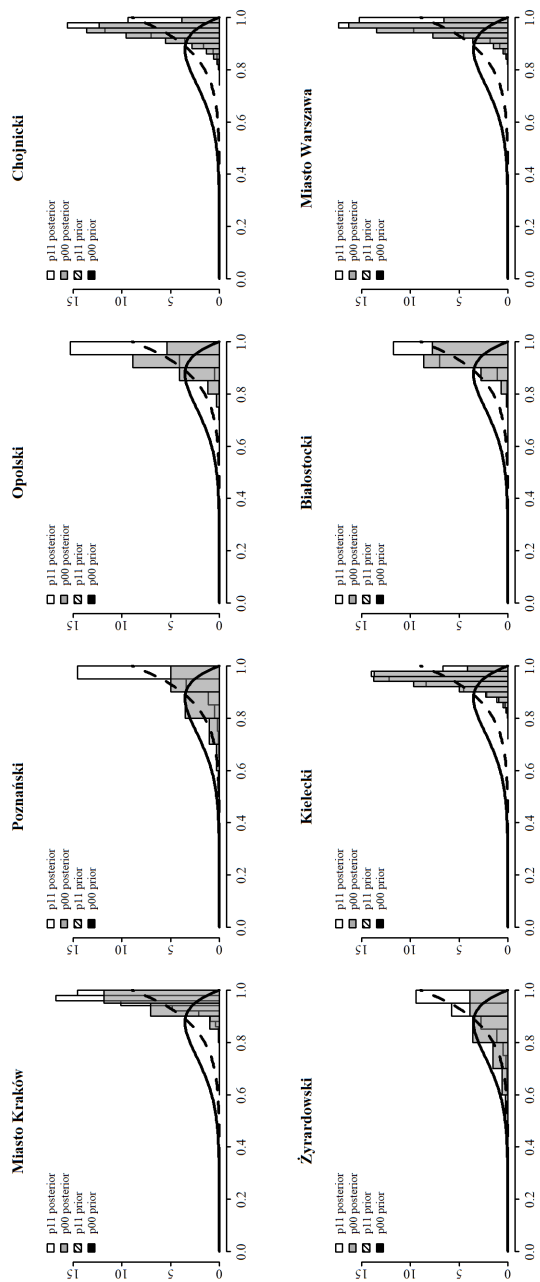 Miasto Kraków
p11 posterior
p00 posterior
p11 prior
p00 prior
15
10
5
0
0.0 0.2 0.4 0.6 0.8 1.0
Poznański
p11 posterior
p00 posterior
p11 prior
p00 prior
15
10
5
0
0.0 0.2 0.4 0.6 0.8 1.0
Opolski
p11 posterior
p00 posterior
p11 prior
p00 prior
15
10
5
0
0.0 0.2 0.4 0.6 0.8 1.0
Chojnicki
p11 posterior
p00 posterior
p11 prior
p00 prior
15
10
5
0
0.0 0.2 0.4 0.6 0.8 1.0
Żyrardowski
p11 posterior
p00 posterior
p11 prior
p00 prior
15
10
5
0
0.0 0.2 0.4 0.6 0.8 1.0
Kielecki
p11 posterior
p00 posterior
p11 prior
p00 prior
15
10
5
0
0.0 0.2 0.4 0.6 0.8 1.0
Białostocki
p11 posterior
p00 posterior
p11 prior
p00 prior
15
10
5
0
0.0 0.2 0.4 0.6 0.8 1.0
Miasto Warszawa
p11 posterior
p00 posterior
p11 prior
p00 prior
15
10
5
0
0.0 0.2 0.4 0.6 0.8 1.0